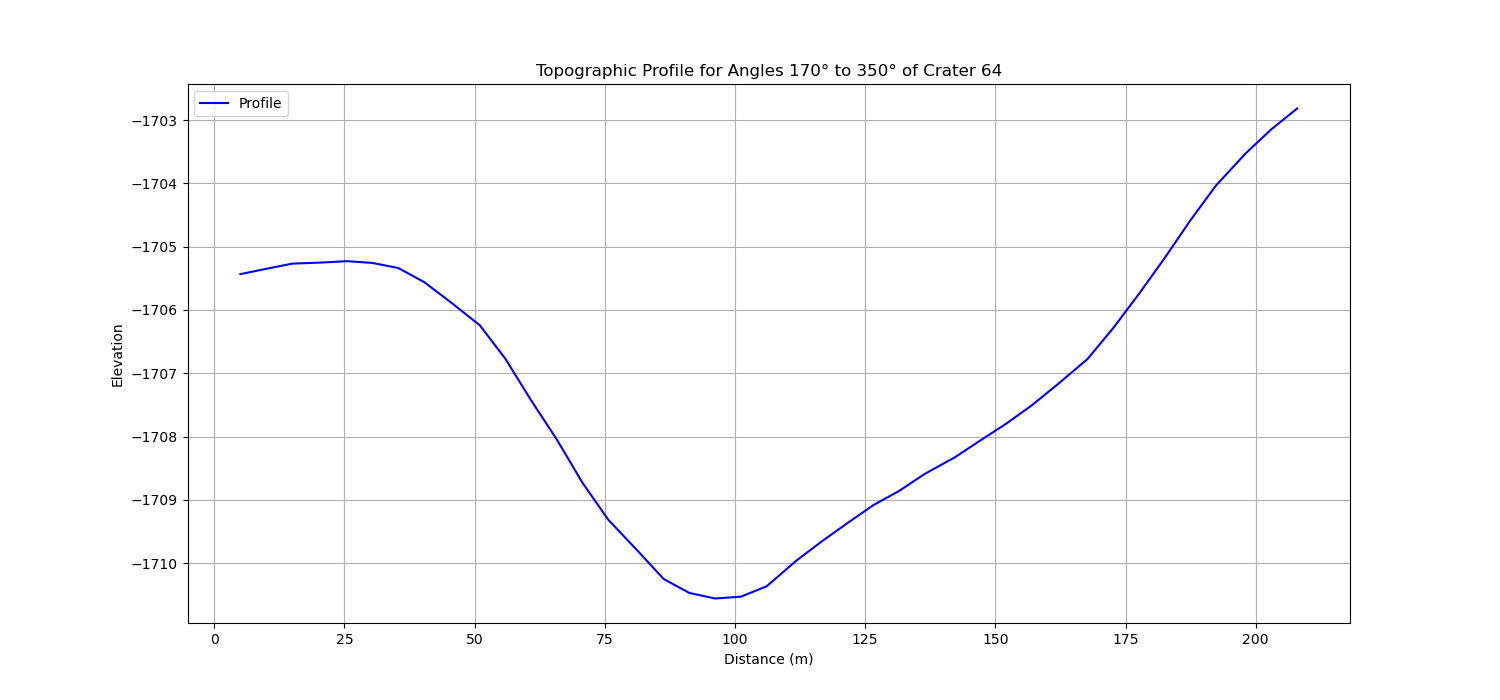 Topographic Profile for Angles 170° to 350° of Crater 64
Profile
−1703
−1704
−1705
−1706
−1707
−1708
−1709
−1710
Elevation
0 25 50 75 100 125 150 175 200
Distance (m)